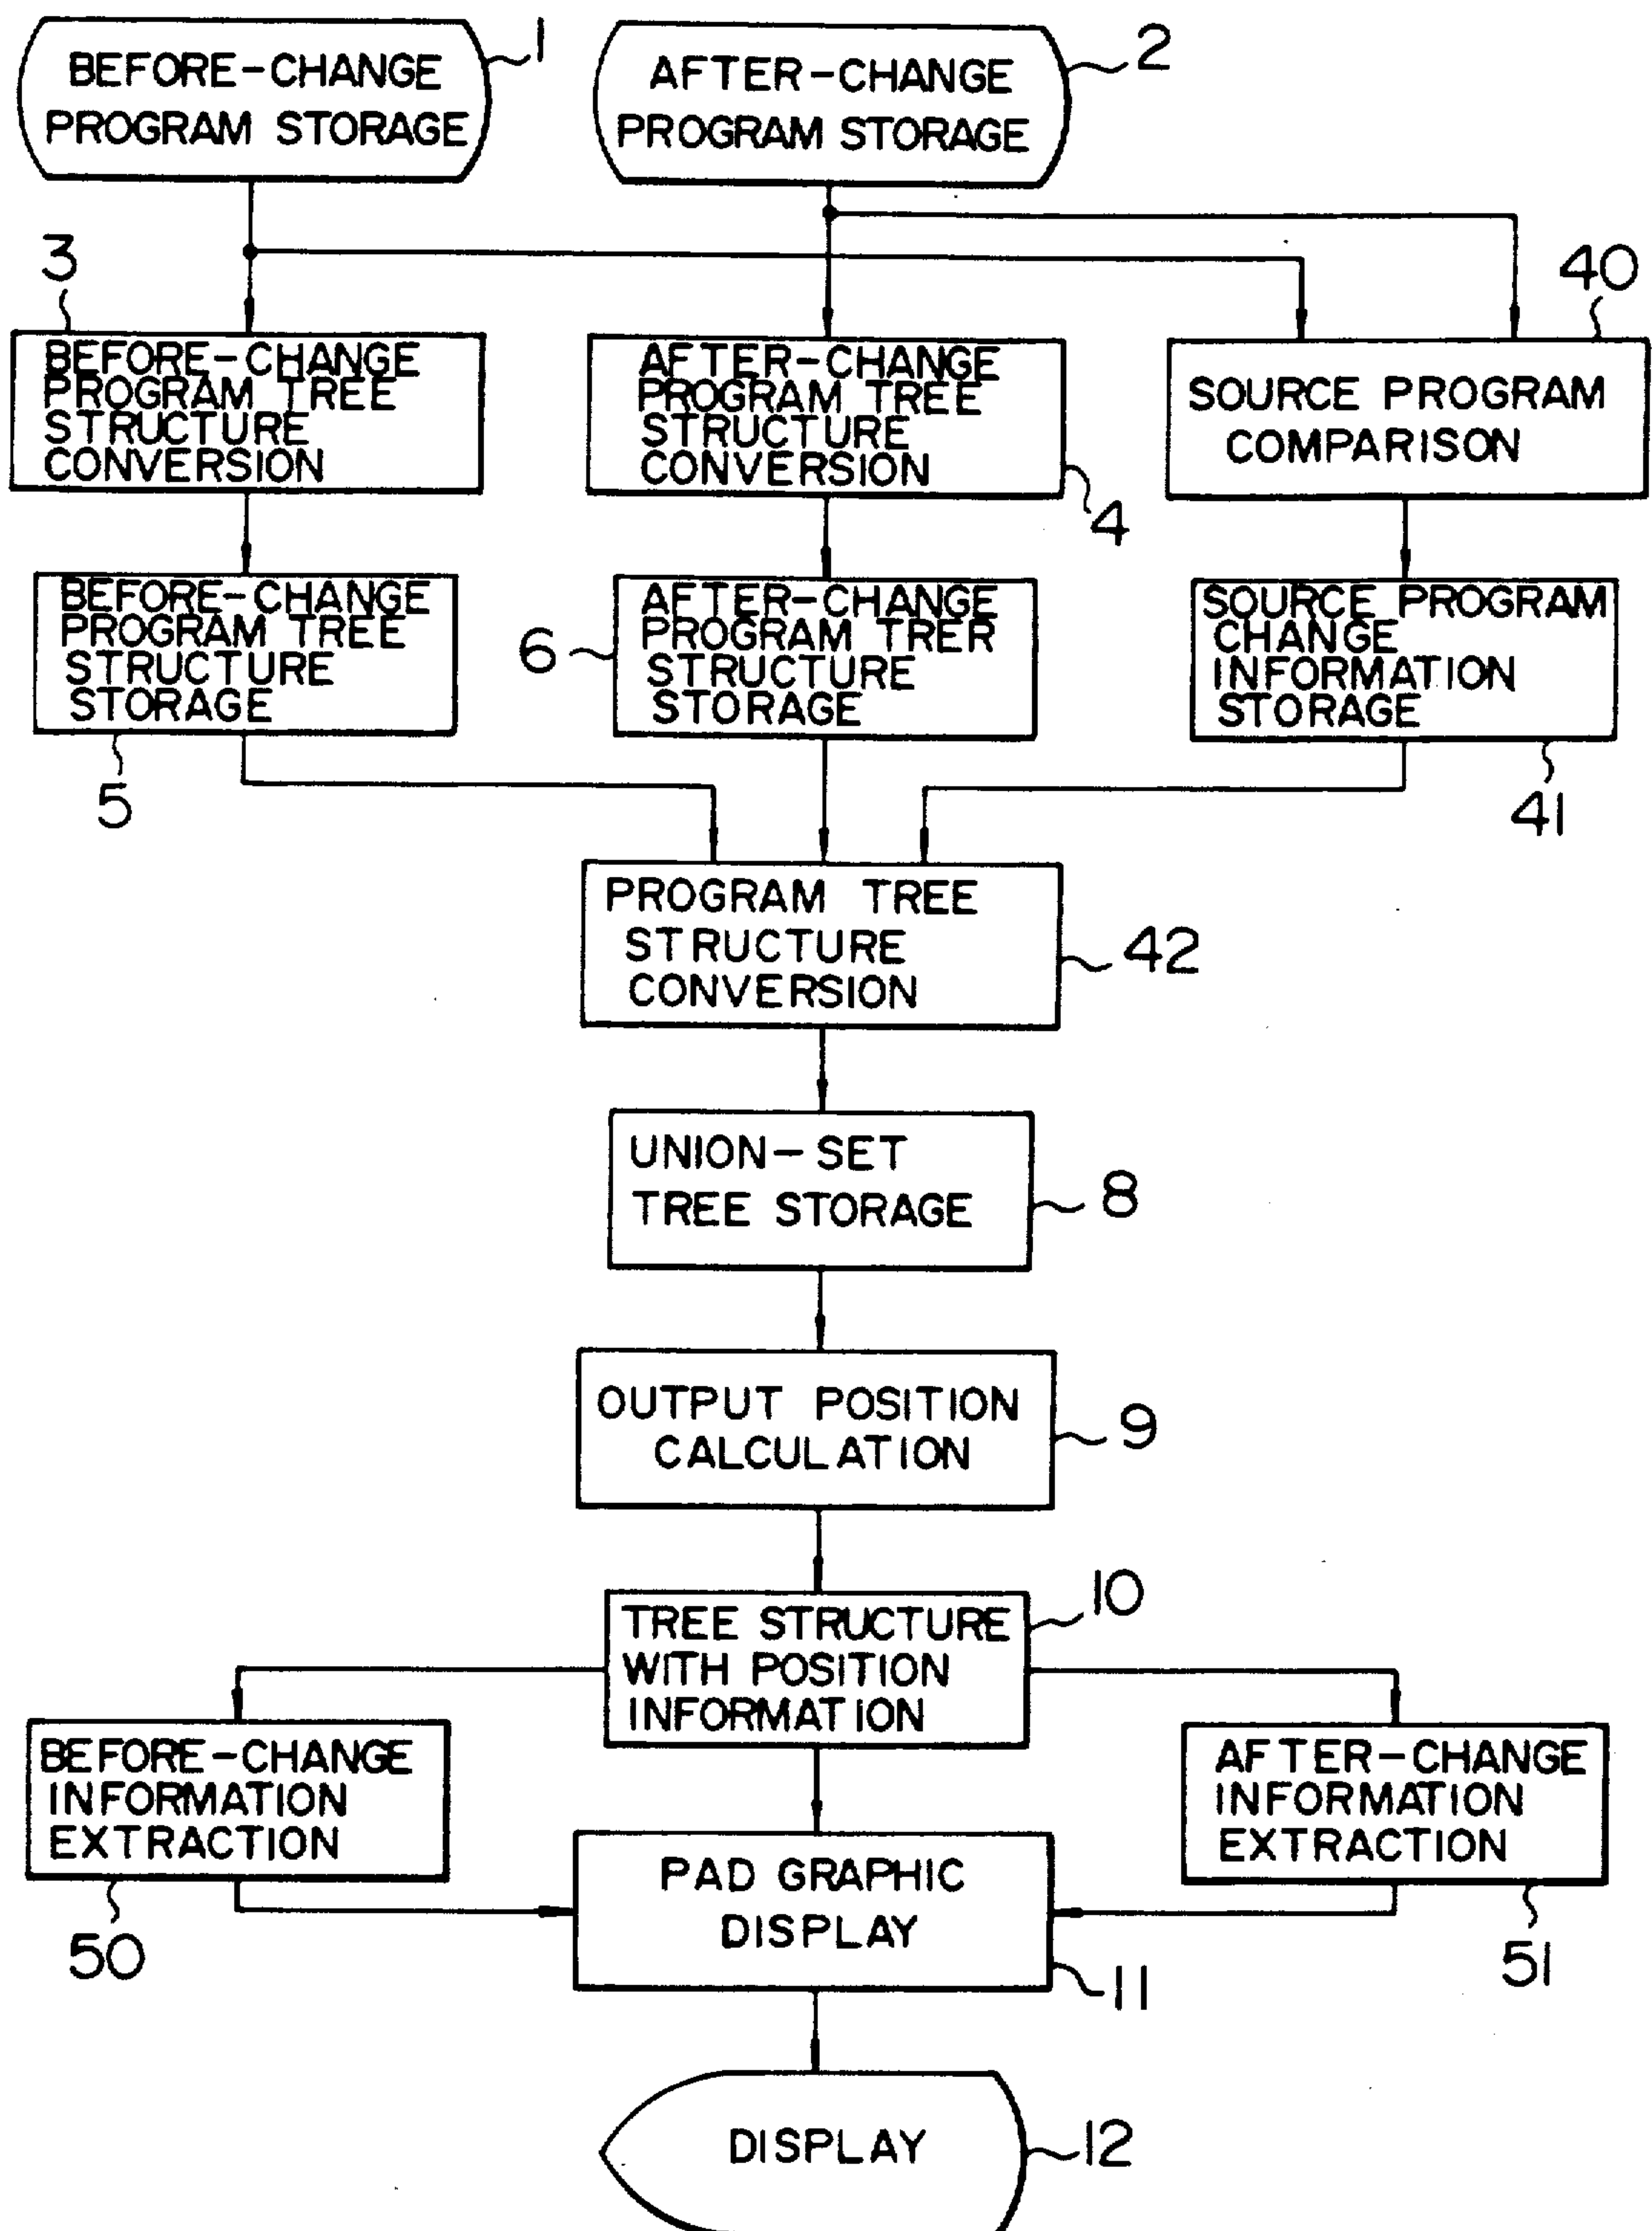 BEFORE-CHANGE
PROGRAM STORAGE
1
AFTER-CHANGE
PROGRAM STORAGE
2
3
BEFORE-CHANGE
PROGRAM TREE
STRUCTURE
CONVERSION
AFTER-CHANGE
PROGRAM TREE
STRUCTURE
CONVERSION
4
40
SOURCE PROGRAM
COMPARISON
BEFORE-CHANGE
PROGRAM TREE
STRUCTURE
STORAGE
5
6
AFTER-CHANGE
PROGRAM TRER
STRUCTURE
STORAGE
SOURCE PROGRAM
CHANGE
INFORMATION
STORAGE
41
PROGRAM TREE
STRUCTURE
CONVERSION
42
UNION-SET
TREE STORAGE
8
OUTPUT POSITION
CALCULATION
9
TREE STRUCTURE
WITH POSITION
INFORMATION
10
BEFORE-CHANGE
INFORMATION
EXTRACTION
50
PAD GRAPHIC
DISPLAY
11
AFTER-CHANGE
INFORMATION
EXTRACTION
51
DISPLAY
12